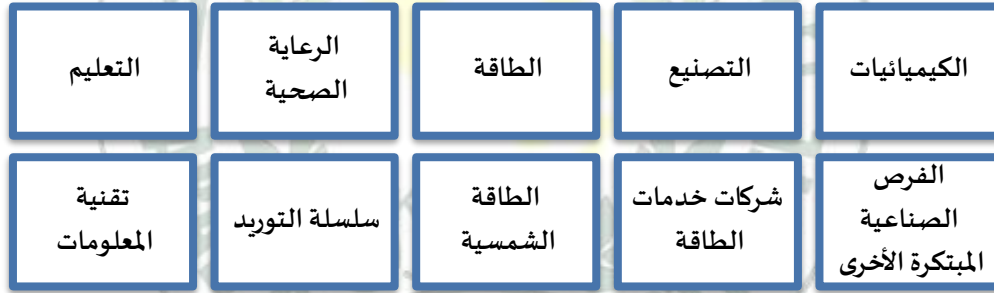 الكيميائيات
التصنيع
الطاقة
الرعاية
الصحية
التعليم
الفرص
الصناعية
المبتكرة الأخرى
شركات خدمات
الطاقة
الطاقة
الشمسية
سلسلة التوريد
تقنية
المعلومات